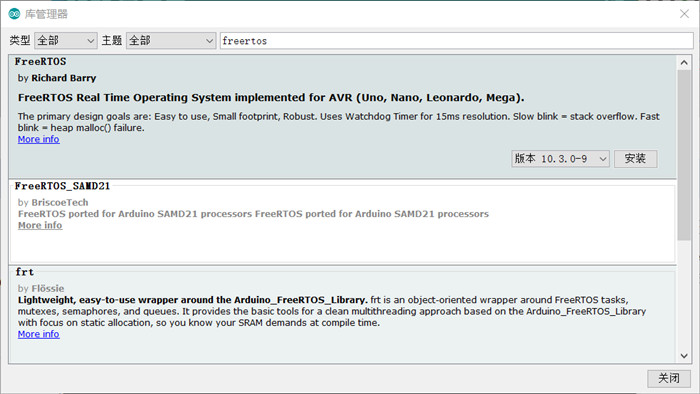 库管理器
类型 全部 主题 全部 freertos
FreeRTOS
by Richard Barry
FreeRTOS Real Time Operating System implemented for AVR (Uno, Nano, Leonardo, Mega).
The primary design goals are: Easy to use, Small footprint, Robust. Uses Watchdog Timer for 15ms resolution. Slow blink = stack overflow. Fast
blink = heap malloc() failure.
More info
版本 10.3.0-9 安装
FreeRTOS_SAMD21
by BriscoeTech
FreeRTOS ported for Arduino SAMD21 processors FreeRTOS ported for Arduino SAMD21 processors
More info
frt
by Flössie
Lightweight, easy-to-use wrapper around the Arduino_FreeRTOS_Library. frt is an object-oriented wrapper around FreeRTOS tasks,
mutexes, semaphores, and queues. It provides the basic tools for a clean multithreading approach based on the Arduino_FreeRTOS_Library
with focus on static allocation, so you know your SRAM demands at compile time.
More info
关闭